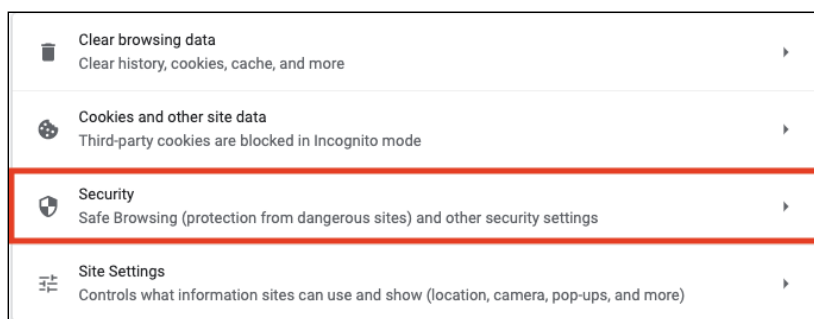 Clear browsing data
Clear history, cookies, cache, and more
Cookies and other site data
Third-party cookies are blocked in Incognito mode
Security
Safe Browsing (protection from dangerous sites) and other security settings
Site Settings
Controls what information sites can use and show (location, camera, pop-ups, and more)